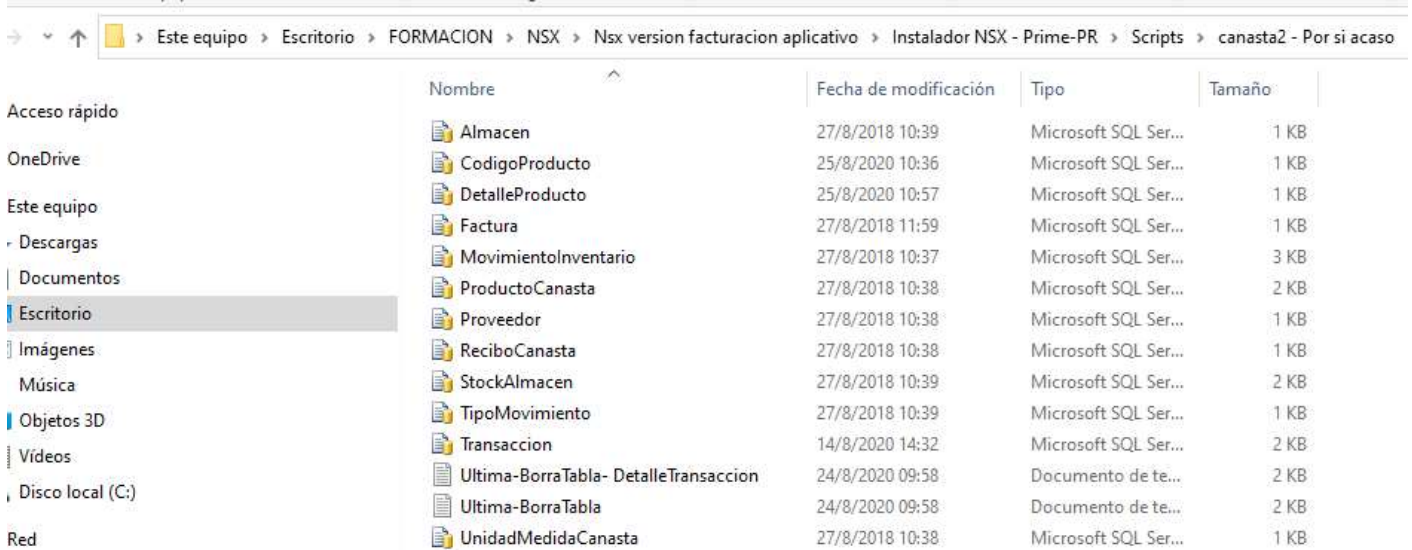 Este equipo > Escritorio > FORMACION > NSX > Nsx version facturacion aplicativo > Instalador NSX - Prime-PR > Scripts > canasta2 - Por si acaso
Acceso rápido
OneDrive
Este equipo
Descargas
Documentos
Escritorio
Imágenes
Música
Objetos 3D
Vídeos
Disco local (C:)
Red
Nombre Fecha de modificación Tipo Tamaño
Almacen 27/8/2018 10:39 Microsoft SQL Ser... 1 KB
CodigoProducto 25/8/2020 10:36 Microsoft SQL Ser... 1 KB
DetalleProducto 25/8/2020 10:57 Microsoft SQL Ser... 1 KB
Factura 27/8/2018 11:59 Microsoft SQL Ser... 1 KB
MovimientoInventario 27/8/2018 10:37 Microsoft SQL Ser... 3 KB
ProductoCanasta 27/8/2018 10:38 Microsoft SQL Ser... 2 KB
Proveedor 27/8/2018 10:38 Microsoft SQL Ser... 1 KB
ReciboCanasta 27/8/2018 10:38 Microsoft SQL Ser... 1 KB
StockAlmacen 27/8/2018 10:39 Microsoft SQL Ser... 2 KB
TipoMovimiento 27/8/2018 10:39 Microsoft SQL Ser... 1 KB
Transaccion 14/8/2020 14:32 Microsoft SQL Ser... 2 KB
Ultima-BorraTabla- DetalleTransaccion 24/8/2020 09:58 Documento de te... 2 KB
Ultima-BorraTabla 24/8/2020 09:58 Documento de te... 2 KB
UnidadMedidaCanasta 27/8/2018 10:38 Microsoft SQL Ser... 1 KB